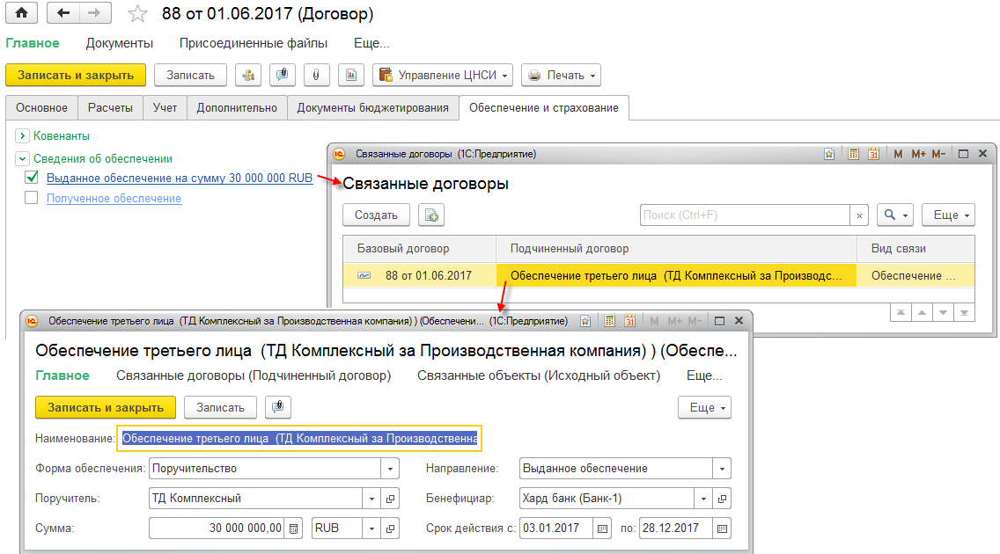 88 от 01.06.2017 (Договор)
Главное Документы Присоединенные файлы Еще...
Записать и закрыть Записать Управление ЦНСИ Печать
Основное Расчеты Учет Дополнительно Документы бюджетирования Обеспечение и страхование
Ковенанты
Сведения об обеспечении
Выданное обеспечение на сумму 30 000 000 RUB
Полученное обеспечение
Связанные договоры (1С:Предприятие) 31 M M+ M-
Связанные договоры
Создать Поиск (Ctrl+F) × Еще
Базовый договор Подчиненный договор Вид связи
88 от 01.06.2017 Обеспечение третьего лица (ТД Комплексный за Производс... Обеспечение ...
Обеспечение третьего лица (ТД Комплексный за Производственная компания) ) (Обеспечени... (1С:Предприятие) 31 M M+ M-
Обеспечение третьего лица (ТД Комплексный за Производственная компания) ) (Обеспе...
Главное Связанные договоры (Подчиненный договор) Связанные объекты (Исходный объект) Еще...
Записать и закрыть Записать Еще
Наименование: Обеспечение третьего лица (ТД Комплексный за Производственна
Форма обеспечения: Поручительство Направление: Выданное обеспечение
Поручитель: ТД Комплексный Бенефициар: Хард банк (Банк-1)
Сумма: 30 000 000,00 RUB Срок действия с: 03.01.2017 по: 28.12.2017